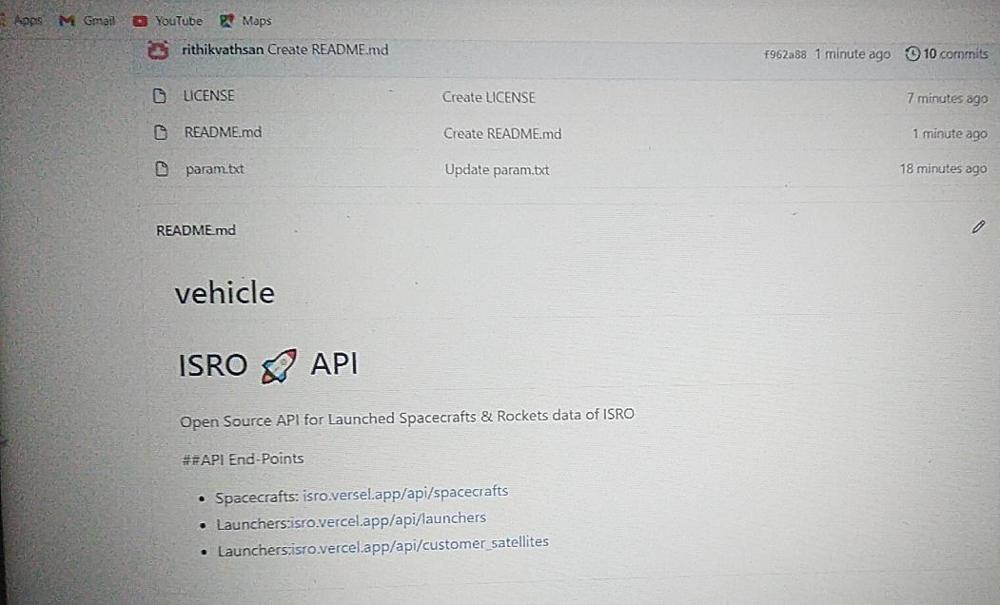 Apps Gmail YouTube Maps
rithikvathsan Create README.md f962a88 1 minute ago 10 commits
LICENSE Create LICENSE 7 minutes ago
README.md Create README.md 1 minute ago
param.txt Update param.txt 18 minutes ago
README.md
vehicle
ISRO 🚀 API
Open Source API for Launched Spacecrafts & Rockets data of ISRO
##API End-Points
• Spacecrafts: isro.versel.app/api/spacecrafts
• Launchers:isro.vercel.app/api/launchers
• Launchers:isro.vercel.app/api/customer_satellites